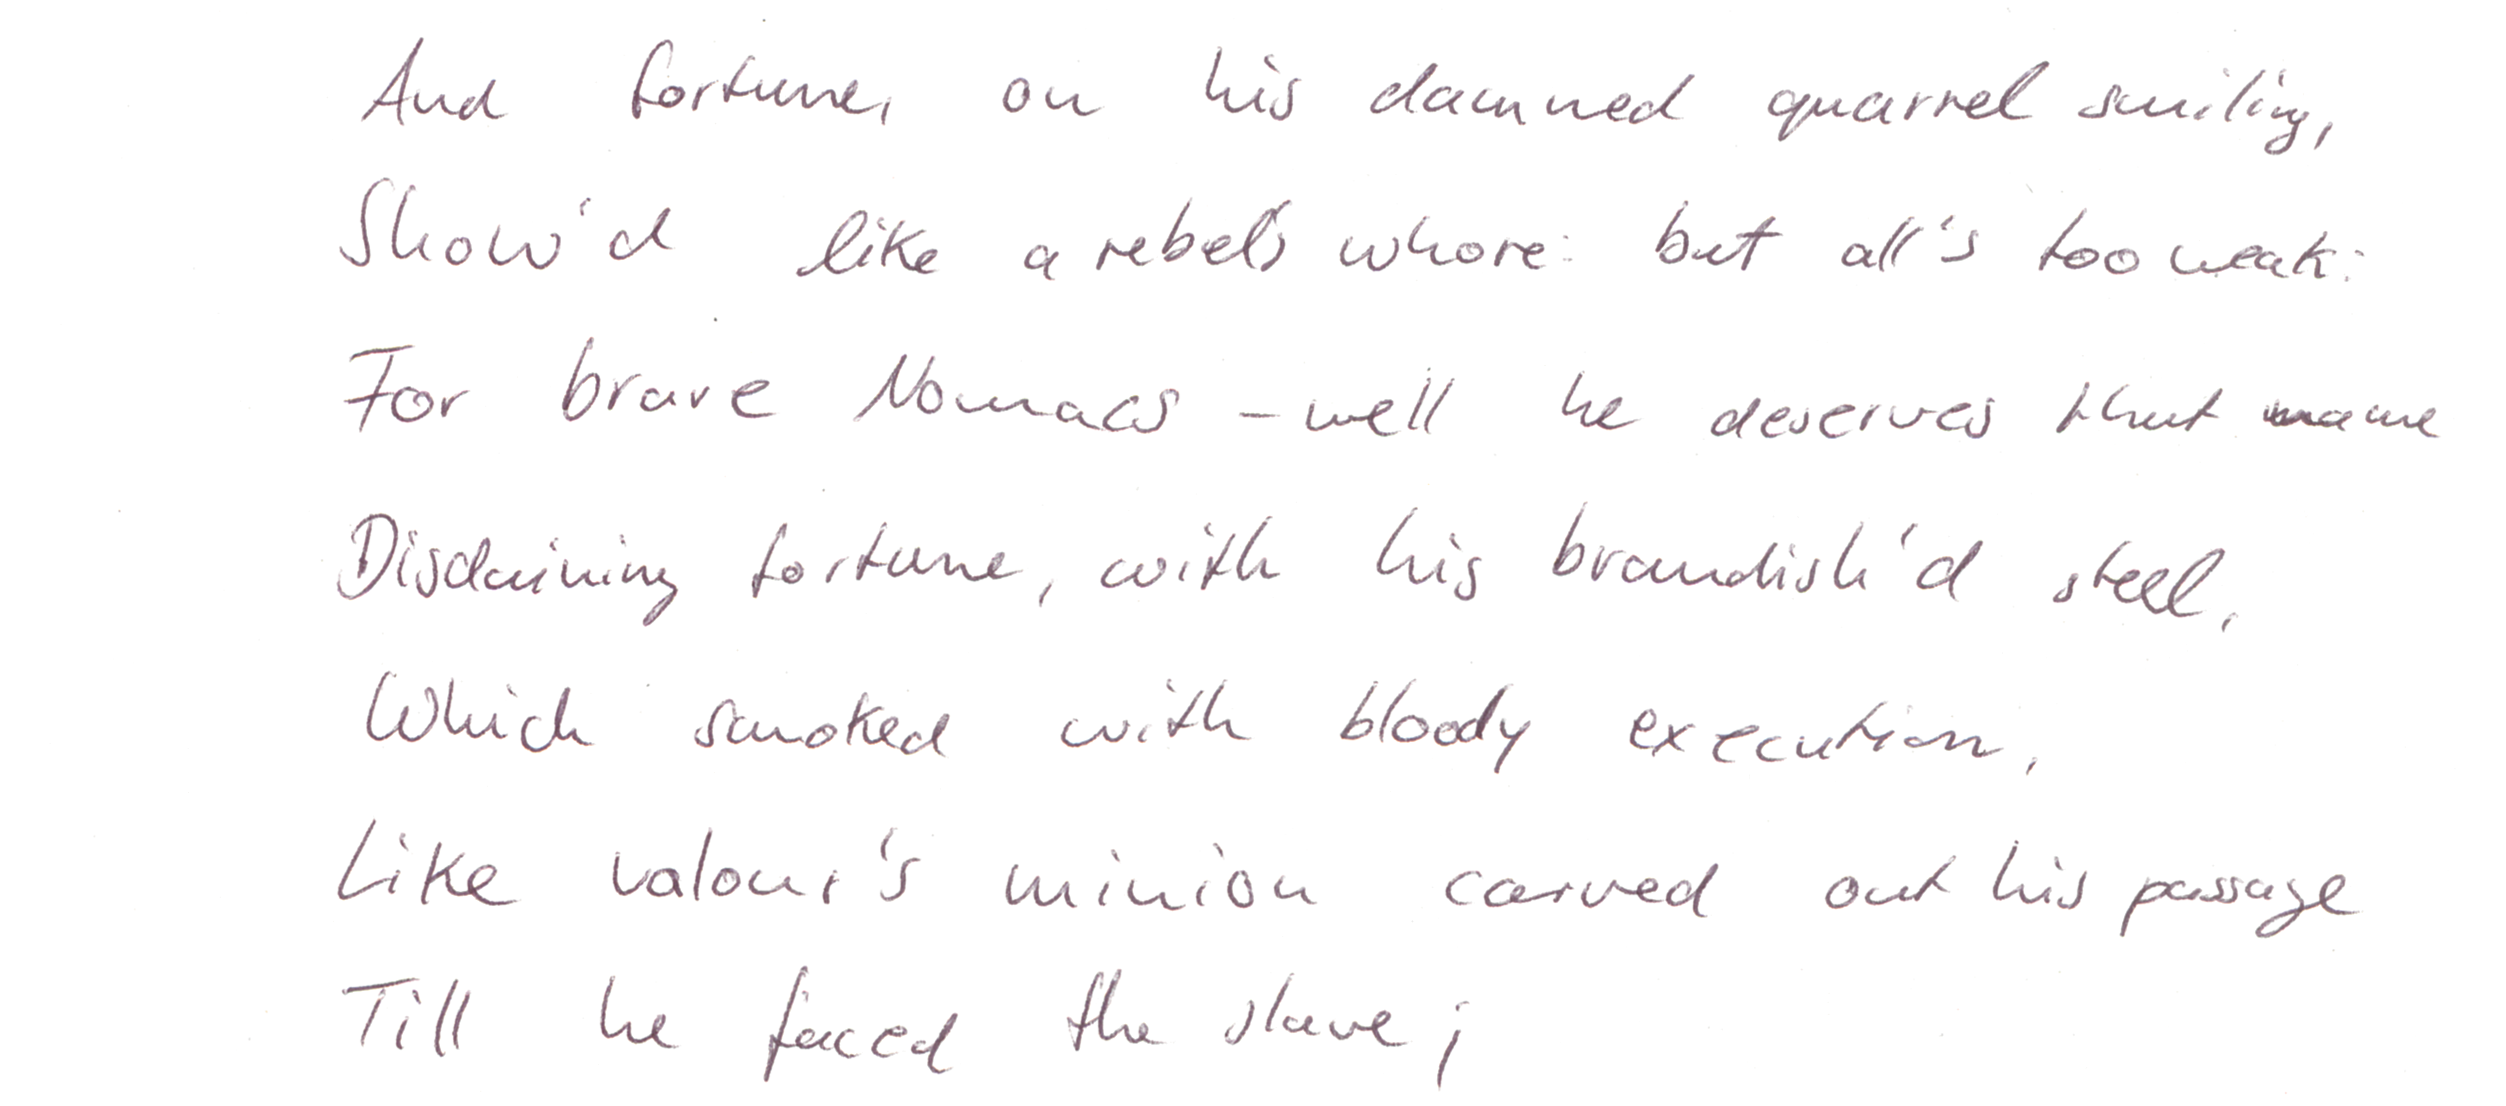 And fortune, on his damned quarrel smiling,
Show'd like a rebel's whore: but all's too weak:
For brave Nomacs - well he deserves that name
Disdaining fortune, with his brandish'd steel,
Which smoked with bloody execution,
Like valour's minion carved out his passage
Till he faced the slave;